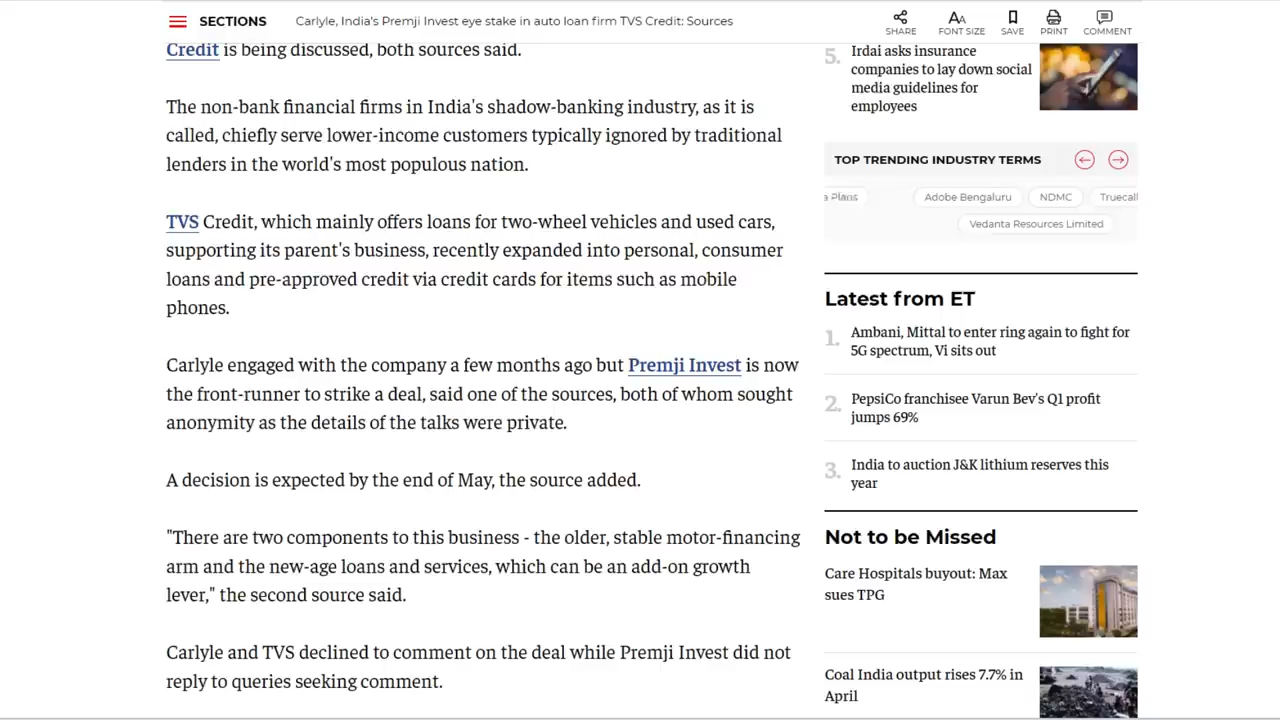 SECTIONS
Carlyle, India's Premji Invest eye stake in auto loan firm TVS Credit: Sources
SHARE
AA
FONT SIZE
SAVE
PRINT
COMMENT
Credit is being discussed, both sources said.
The non-bank financial firms in India's shadow-banking industry, as it is
called, chiefly serve lower-income customers typically ignored by traditional
lenders in the world's most populous nation.
TVS Credit, which mainly offers loans for two-wheel vehicles and used cars,
supporting its parent's business, recently expanded into personal, consumer
loans and pre-approved credit via credit cards for items such as mobile
phones.
Carlyle engaged with the company a few months ago but Premji Invest is now
the front-runner to strike a deal, said one of the sources, both of whom sought
anonymity as the details of the talks were private.
A decision is expected by the end of May, the source added.
"There are two components to this business - the older, stable motor-financing
arm and the new-age loans and services, which can be an add-on growth
lever," the second source said.
Carlyle and TVS declined to comment on the deal while Premji Invest did not
reply to queries seeking comment.
5.
Irdai asks insurance
companies to lay down social
media guidelines for
employees
TOP TRENDING INDUSTRY TERMS
a Plans
Adobe Bengaluru
NDMC
Truecall
Vedanta Resources Limited
Latest from ET
1.
Ambani, Mittal to enter ring again to fight for
5G spectrum, Vi sits out
2.
PepsiCo franchisee Varun Bev's Q1 profit
jumps 69%
3.
India to auction J&K lithium reserves this
year
Not to be Missed
Care Hospitals buyout: Max
sues TPG
Coal India output rises 7.7% in
April